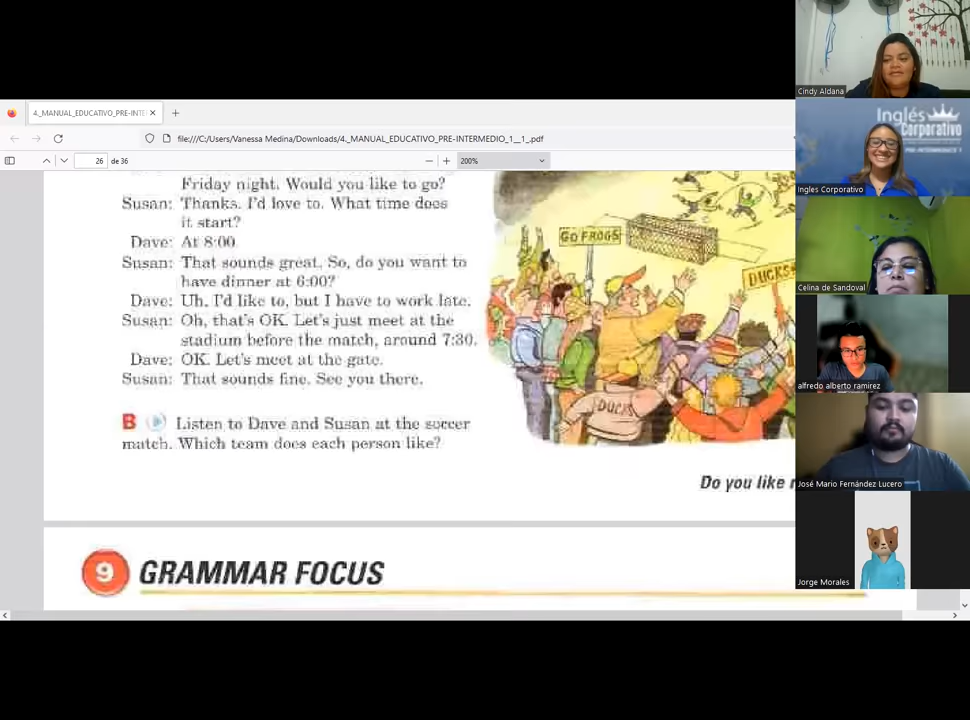 4._MANUAL_EDUCATIVO_PRE-INTE
file:///C:/Users/Vanessa Medina/Downloads/4._MANUAL_EDUCATIVO_PRE-INTERMEDIO_1__1_.pdf
26 de 36
200%
Friday night. Would you like to go?
Susan: Thanks. I'd love to. What time does
it start?
Dave: At 8:00
Susan: That sounds great. So, do you want to
have dinner at 6:00?
Dave: Uh, I'd like to, but I have to work late.
Susan: Oh, that's OK. Let's just meet at the
stadium before the match, around 7:30.
Dave: OK. Let's meet at the gate.
Susan: That sounds fine. See you there.
B Listen to Dave and Susan at the soccer
match. Which team does each person like?
GO FROGS
DUCKS
DUCKS
Do you like
9 GRAMMAR FOCUS
Cindy Aldana
Inglés
Corporativo
PRE-INTERMEDIO 1
Ingles Corporativo
Celina de Sandoval
alfredo alberto ramirez
José Mario Fernández Lucero
Jorge Morales